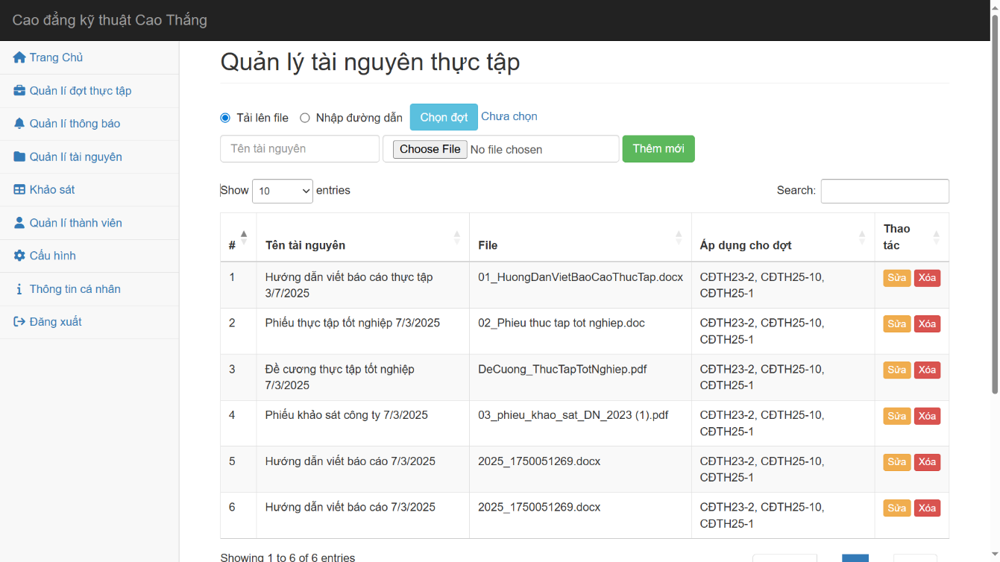 Cao đẳng kỹ thuật Cao Thắng
Trang Chủ
Quản lí đợt thực tập
Quản lí thông báo
Quản lí tài nguyên
Khảo sát
Quản lí thành viên
Cấu hình
Thông tin cá nhân
Đăng xuất
Quản lý tài nguyên thực tập
Tải lên file Nhập đường dẫn Chọn đợt Chưa chọn
Tên tài nguyên Choose File No file chosen Thêm mới
Show 10 entries Search:
# Tên tài nguyên File Áp dụng cho đợt Thao
tác
1 Hướng dẫn viết báo cáo thực tập 01_HuongDanVietBaoCaoThucTap.docx CĐTH23-2, CĐTH25-10, Sửa Xóa
3/7/2025 CĐTH25-1
2 Phiếu thực tập tốt nghiệp 7/3/2025 02_Phieu thuc tap tot nghiep.doc CĐTH23-2, CĐTH25-10, Sửa Xóa
CĐTH25-1
3 Đề cương thực tập tốt nghiệp DeCuong_ThucTapTotNghiep.pdf CĐTH23-2, CĐTH25-10, Sửa Xóa
7/3/2025 CĐTH25-1
4 Phiếu khảo sát công ty 7/3/2025 03_phieu_khao_sat_DN_2023 (1).pdf CĐTH23-2, CĐTH25-10, Sửa Xóa
CĐTH25-1
5 Hướng dẫn viết báo cáo 7/3/2025 2025_1750051269.docx CĐTH23-2, CĐTH25-10, Sửa Xóa
CĐTH25-1
6 Hướng dẫn viết báo cáo 7/3/2025 2025_1750051269.docx CĐTH23-2, CĐTH25-10, Sửa Xóa
CĐTH25-1
Showing 1 to 6 of 6 entries